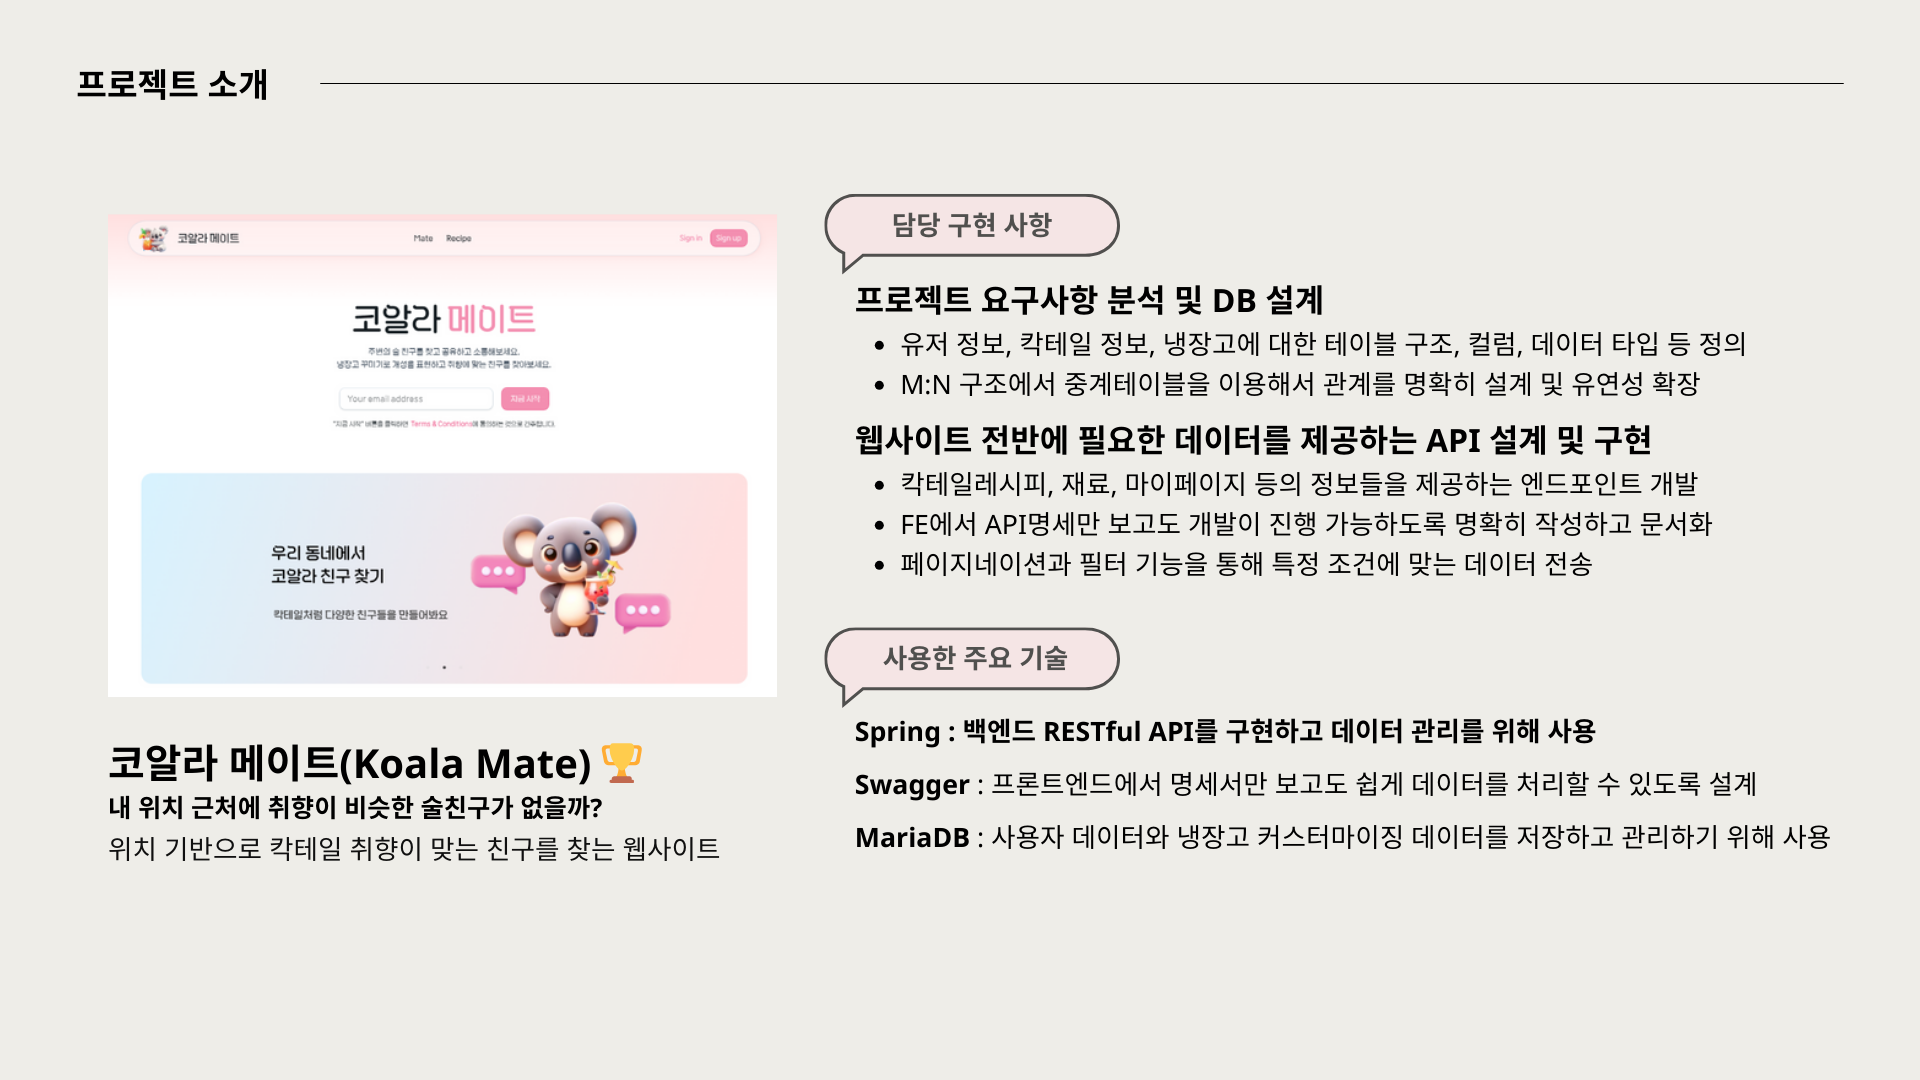 프로젝트 소개
코알라 메이트
Mate
Recipe
Sign in
Sign up
코알라 메이트
주변의 술 친구를 찾고 공유하고 소통해보세요.
냉장고 꾸미기로 개성을 표현하고 취향에 맞는 친구를 찾아보세요.
Your email address
지금 시작
"지금 시작" 버튼을 클릭하면 Terms & Conditions에 동의하는 것으로 간주됩니다.
우리 동네에서
코알라 친구 찾기
칵테일처럼 다양한 친구들을 만들어봐요
코알라 메이트(Koala Mate) 🏆
내 위치 근처에 취향이 비슷한 술친구가 없을까?
위치 기반으로 칵테일 취향이 맞는 친구를 찾는 웹사이트
담당 구현 사항
프로젝트 요구사항 분석 및 DB 설계
• 유저 정보, 칵테일 정보, 냉장고에 대한 테이블 구조, 컬럼, 데이터 타입 등 정의
• M:N 구조에서 중계테이블을 이용해서 관계를 명확히 설계 및 유연성 확장
웹사이트 전반에 필요한 데이터를 제공하는 API 설계 및 구현
• 칵테일레시피, 재료, 마이페이지 등의 정보들을 제공하는 엔드포인트 개발
• FE에서 API명세만 보고도 개발이 진행 가능하도록 명확히 작성하고 문서화
• 페이지네이션과 필터 기능을 통해 특정 조건에 맞는 데이터 전송
사용한 주요 기술
Spring : 백엔드 RESTful API를 구현하고 데이터 관리를 위해 사용
Swagger : 프론트엔드에서 명세서만 보고도 쉽게 데이터를 처리할 수 있도록 설계
MariaDB : 사용자 데이터와 냉장고 커스터마이징 데이터를 저장하고 관리하기 위해 사용